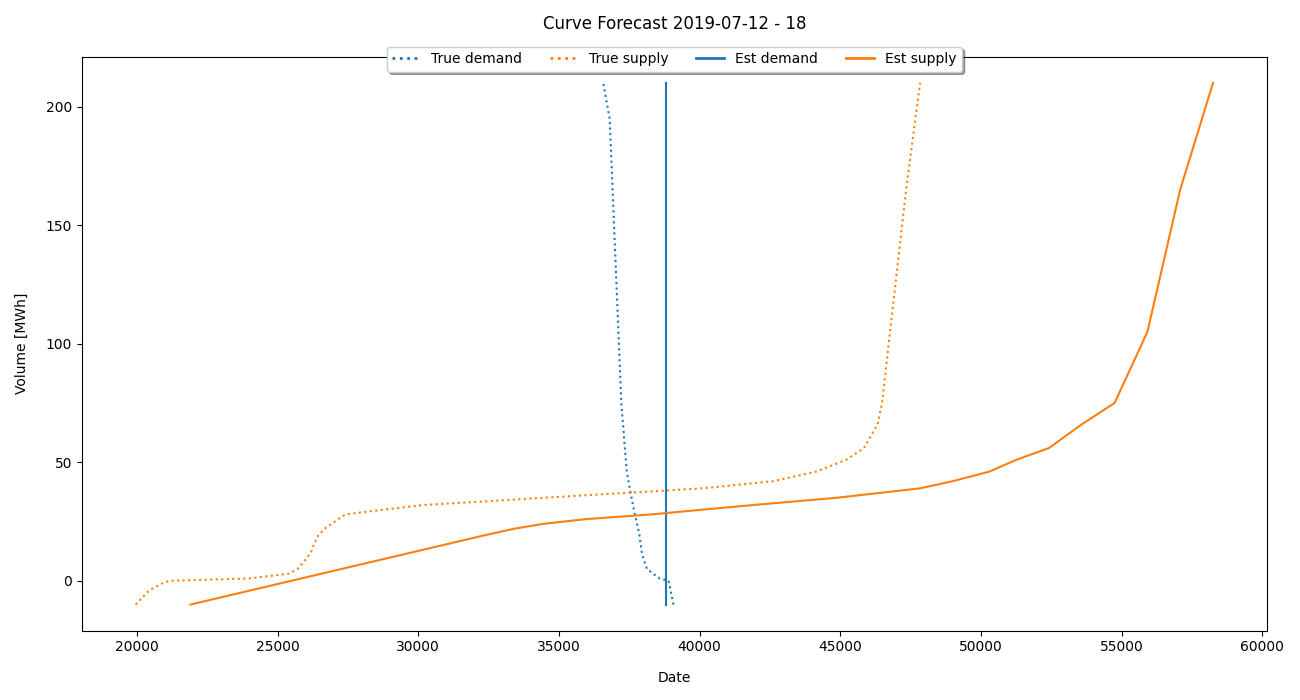 Curve Forecast 2019-07-12 - 18
True demand True supply Est demand Est supply
200
150
100
50
0
Volume [MWh]
20000 25000 30000 35000 40000 45000 50000 55000 60000
Date